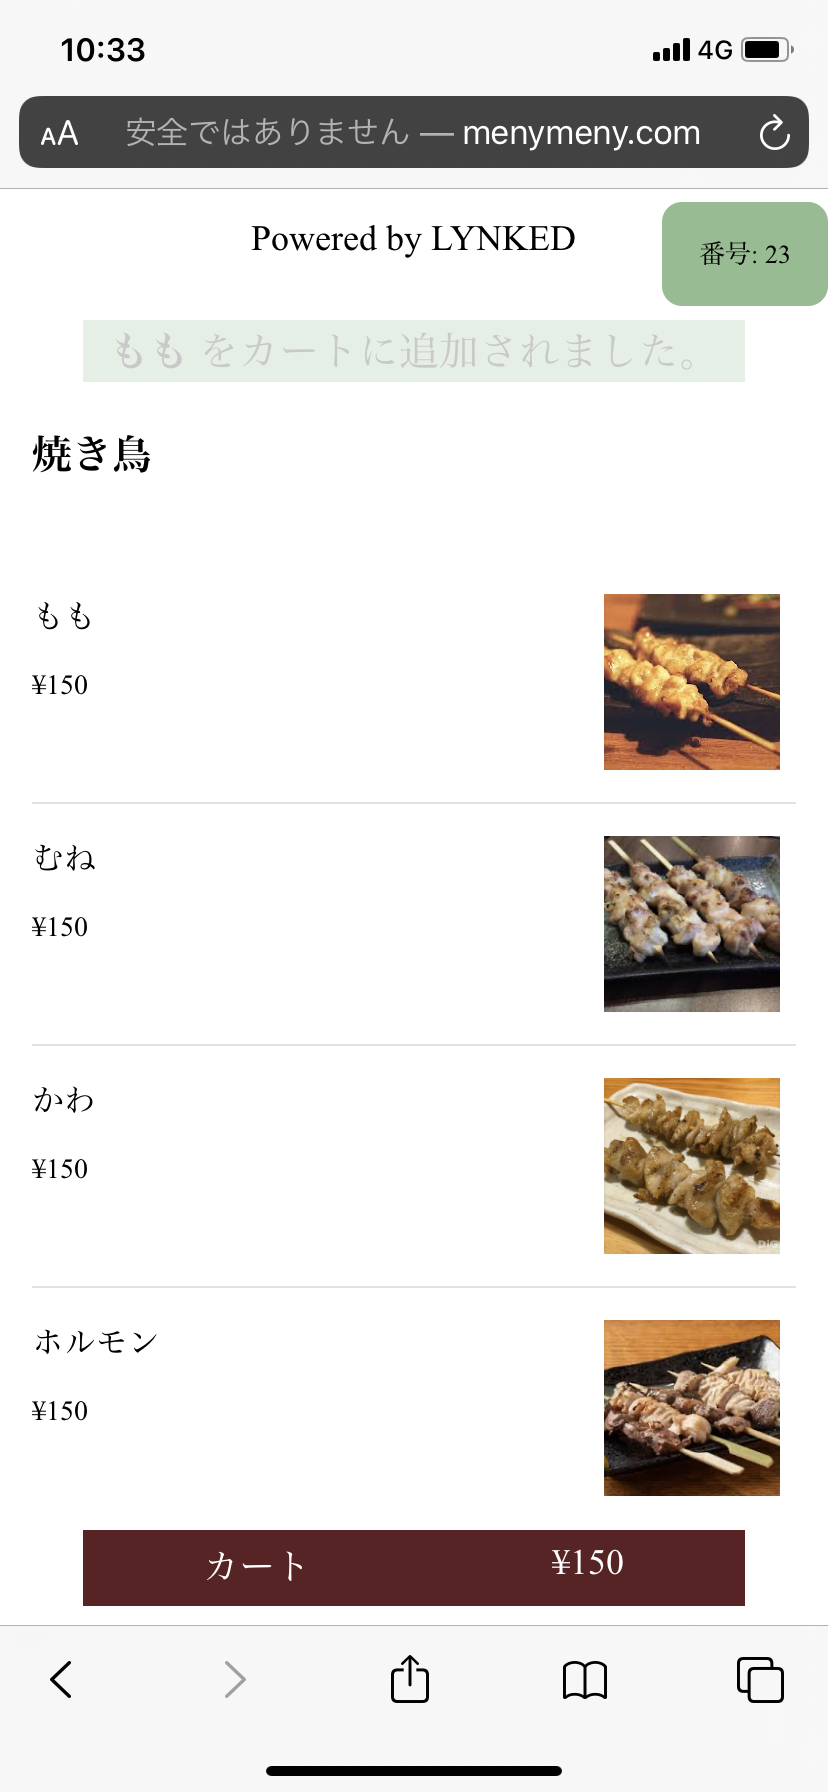 10:33
4G
AA 安全ではありません — menymeny.com
Powered by LYNKED
番号: 23
もも をカートに追加されました。
焼き鳥
もも
¥150
むね
¥150
かわ
¥150
ホルモン
¥150
カート ¥150